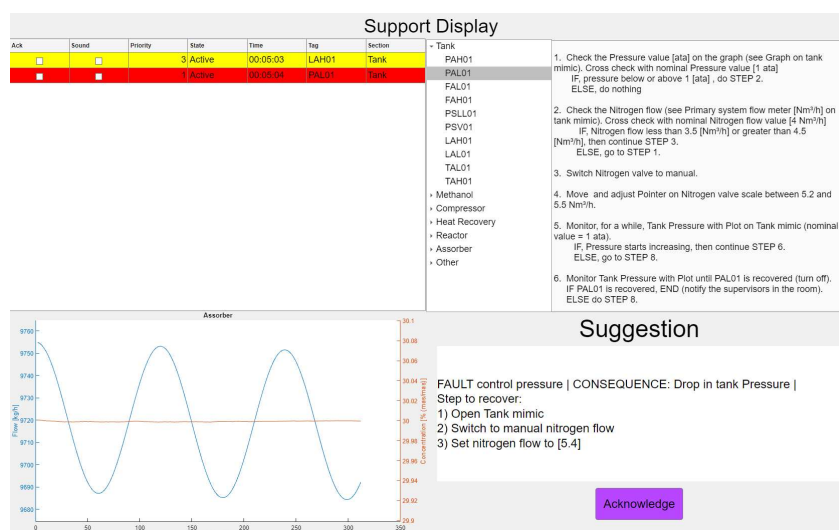 Support Display
Ack Sound Priority State Time Tag Section
3 Active 00:05:03 LAH01 Tank
1 Active 00:05:04 PAL01 Tank
Tank
PAH01
PAL01
FAL01
FAH01
PSLL01
PSV01
LAH01
LAL01
TAL01
TAH01
Methanol
Compressor
Heat Recovery
Reactor
Assorber
Other
1. Check the Pressure value [ata] on the graph (see Graph on tank
mimic). Cross check with nominal Pressure value [1 ata]
IF, pressure below or above 1 [ata] , do STEP 2.
ELSE, do nothing
2. Check the Nitrogen flow (see Primary system flow meter [Nm³/h] on
tank mimic). Cross check with nominal Nitrogen flow value [4 Nm³/h]
IF, Nitrogen flow less than 3.5 [Nm³/h] or greater than 4.5
[Nm³/h], then continue STEP 3.
ELSE, go to STEP 1.
3. Switch Nitrogen valve to manual.
4. Move and adjust Pointer on Nitrogen valve scale between 5.2 and
5.5 Nm³/h.
5. Monitor, for a while, Tank Pressure with Plot on Tank mimic (nominal
value = 1 ata).
IF, Pressure starts increasing, then continue STEP 6.
ELSE, go to STEP 8.
6. Monitor Tank Pressure with Plot until PAL01 is recovered (turn off).
IF PAL01 is recovered, END (notify the supervisors in the room).
ELSE do STEP 8.
Assorber
Flow [kg/h]
9760
9750
9740
9730
9720
9710
9700
9690
9680
0 50 100 150 200 250 300 350
30.1
30.08
30.06
30.04
30.02
30
29.98
29.96
29.94
29.92
29.9
Concentration [% (mes/mas)]
Suggestion
FAULT control pressure | CONSEQUENCE: Drop in tank Pressure |
Step to recover:
1) Open Tank mimic
2) Switch to manual nitrogen flow
3) Set nitrogen flow to [5.4]
Acknowledge